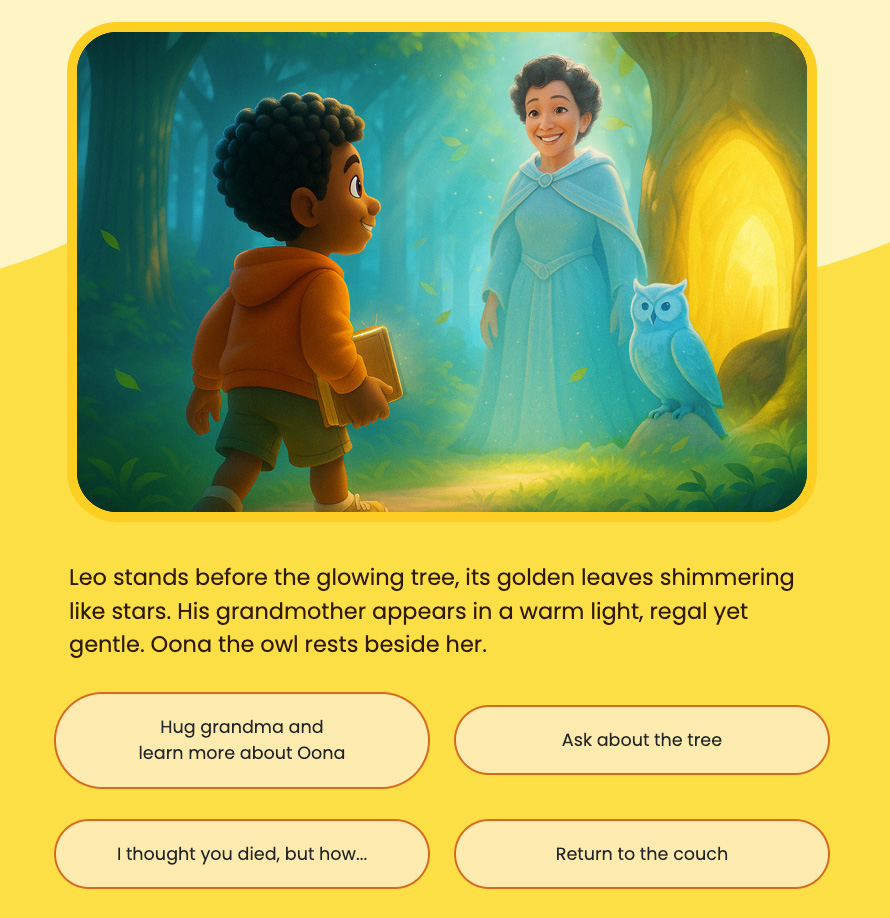 Leo stands before the glowing tree, its golden leaves shimmering
like stars. His grandmother appears in a warm light, regal yet
gentle. Oona the owl rests beside her.
Hug grandma and
learn more about Oona
Ask about the tree
I thought you died, but how...
Return to the couch